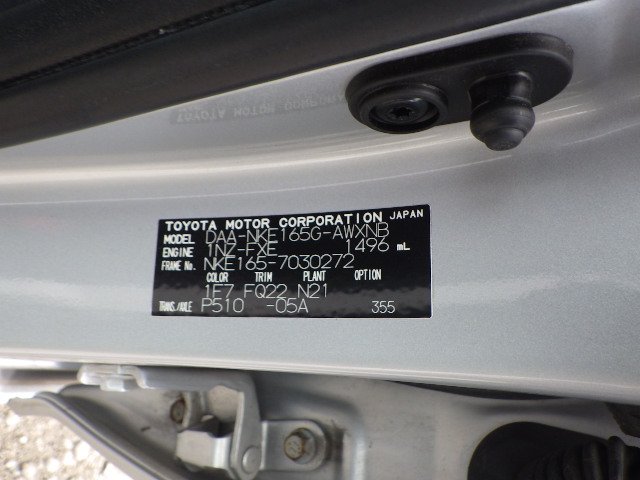 TOYOTA MOTOR CORPORATION JAPAN
MODEL DAA-NKE165G-AWXNB
ENGINE 1NZ-FXE 1496 mL
FRAME No. NKE165-7030272
COLOR TRIM PLANT OPTION
1F7 FQ22 N21
TRANS./AXLE P510 -05A 355